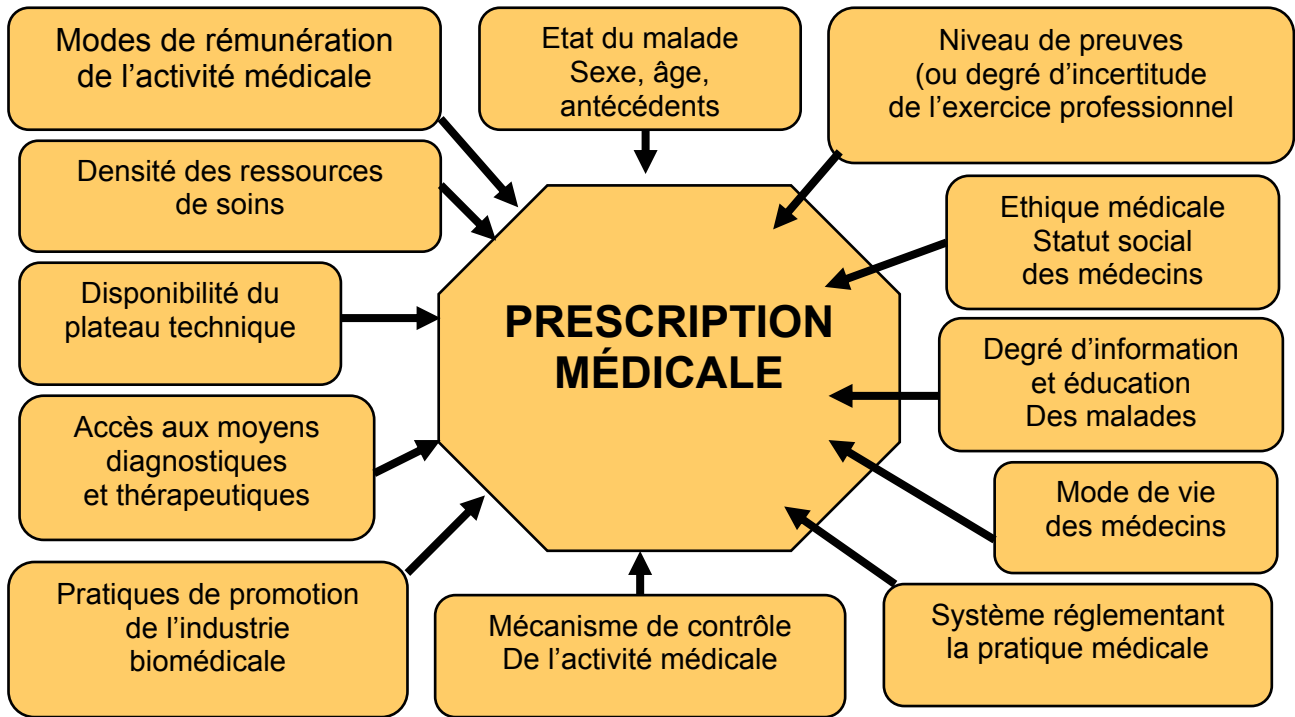 Modes de rémunération
de l’activité médicale
Etat du malade
Sexe, âge,
antécédents
Niveau de preuves
(ou degré d’incertitude
de l’exercice professionnel
Densité des ressources
de soins
Ethique médicale
Statut social
des médecins
Disponibilité du
plateau technique
PRESCRIPTION
MÉDICALE
Degré d’information
et éducation
Des malades
Accès aux moyens
diagnostiques
et thérapeutiques
Mode de vie
des médecins
Pratiques de promotion
de l’industrie
biomédicale
Mécanisme de contrôle
De l’activité médicale
Système réglementant
la pratique médicale